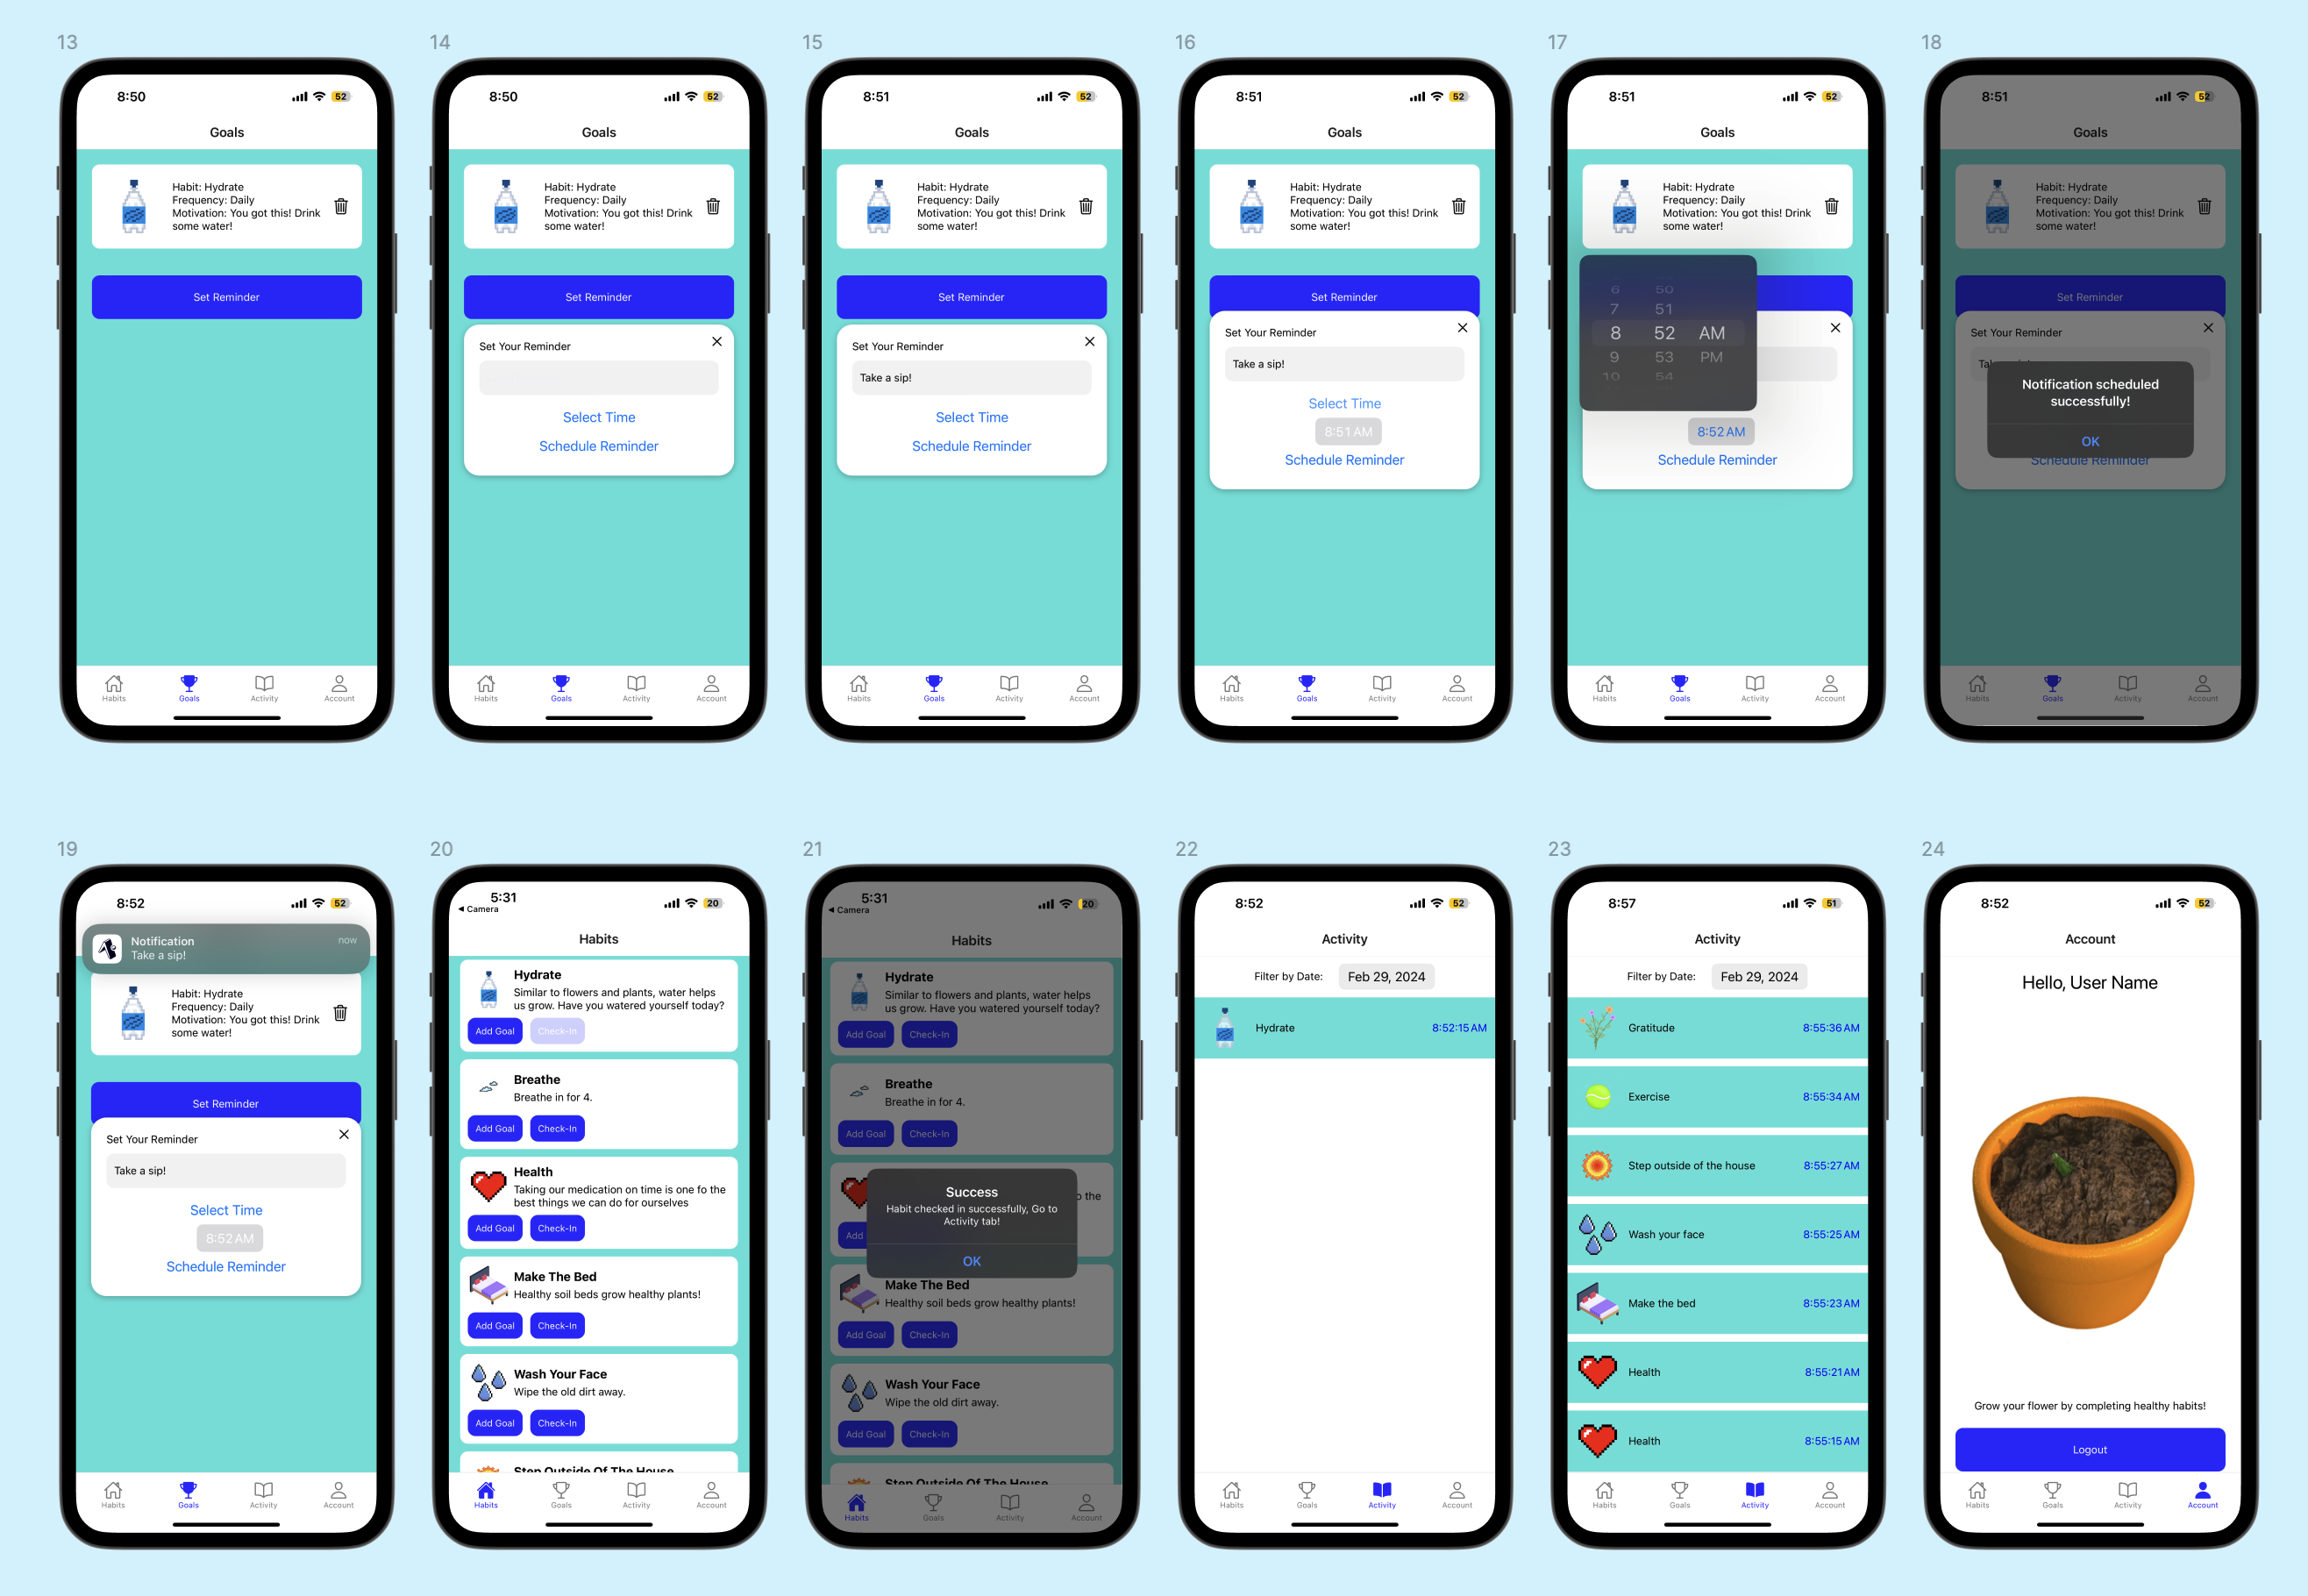 13
8:50
52
Goals
Habit: Hydrate
Frequency: Daily
Motivation: You got this! Drink
some water!
Set Reminder
Habits
Goals
Activity
Account
14
8:50
52
Goals
Habit: Hydrate
Frequency: Daily
Motivation: You got this! Drink
some water!
Set Reminder
Set Your Reminder
Select Time
Schedule Reminder
Habits
Goals
Activity
Account
15
8:51
52
Goals
Habit: Hydrate
Frequency: Daily
Motivation: You got this! Drink
some water!
Set Reminder
Set Your Reminder
Take a sip!
Select Time
Schedule Reminder
Habits
Goals
Activity
Account
16
8:51
52
Goals
Habit: Hydrate
Frequency: Daily
Motivation: You got this! Drink
some water!
Set Reminder
Set Your Reminder
Take a sip!
Select Time
8:51 AM
Schedule Reminder
Habits
Goals
Activity
Account
17
8:51
52
Goals
Habit: Hydrate
Frequency: Daily
Motivation: You got this! Drink
some water!
6 50
7 51
8 52 AM
9 53 PM
10 54
8:52 AM
Schedule Reminder
Habits
Goals
Activity
Account
18
8:51
52
Goals
Habit: Hydrate
Frequency: Daily
Motivation: You got this! Drink
some water!
Set Reminder
Set Your Reminder
Notification scheduled
successfully!
OK
Schedule Reminder
Habits
Goals
Activity
Account
19
8:52
52
Notification
now
Take a sip!
Habit: Hydrate
Frequency: Daily
Motivation: You got this! Drink
some water!
Set Reminder
Set Your Reminder
Take a sip!
Select Time
8:52 AM
Schedule Reminder
Habits
Goals
Activity
Account
20
5:31
20
Camera
Habits
Hydrate
Similar to flowers and plants, water helps
us grow. Have you watered yourself today?
Add Goal
Check-In
Breathe
Breathe in for 4.
Add Goal
Check-In
Health
Taking our medication on time is one fo the
best things we can do for ourselves
Add Goal
Check-In
Make The Bed
Healthy soil beds grow healthy plants!
Add Goal
Check-In
Wash Your Face
Wipe the old dirt away.
Add Goal
Check-In
Step Outside Of The House
Habits
Goals
Activity
Account
21
5:31
20
Camera
Habits
Hydrate
Similar to flowers and plants, water helps
us grow. Have you watered yourself today?
Add Goal
Check-In
Breathe
Breathe in for 4.
Add Goal
Check-In
the
Add
Success
Habit checked in successfully, Go to
Activity tab!
OK
Make The Bed
Healthy soil beds grow healthy plants!
Add Goal
Check-In
Wash Your Face
Wipe the old dirt away.
Add Goal
Check-In
Step Outside Of The House
Habits
Goals
Activity
Account
22
8:52
52
Activity
Filter by Date:
Feb 29, 2024
Hydrate
8:52:15 AM
Habits
Goals
Activity
Account
23
8:57
51
Activity
Filter by Date:
Feb 29, 2024
Gratitude
8:55:36 AM
Exercise
8:55:34 AM
Step outside of the house
8:55:27 AM
Wash your face
8:55:25 AM
Make the bed
8:55:23 AM
Health
8:55:21 AM
Health
8:55:15 AM
Habits
Goals
Activity
Account
24
8:52
52
Account
Hello, User Name
Grow your flower by completing healthy habits!
Logout
Habits
Goals
Activity
Account